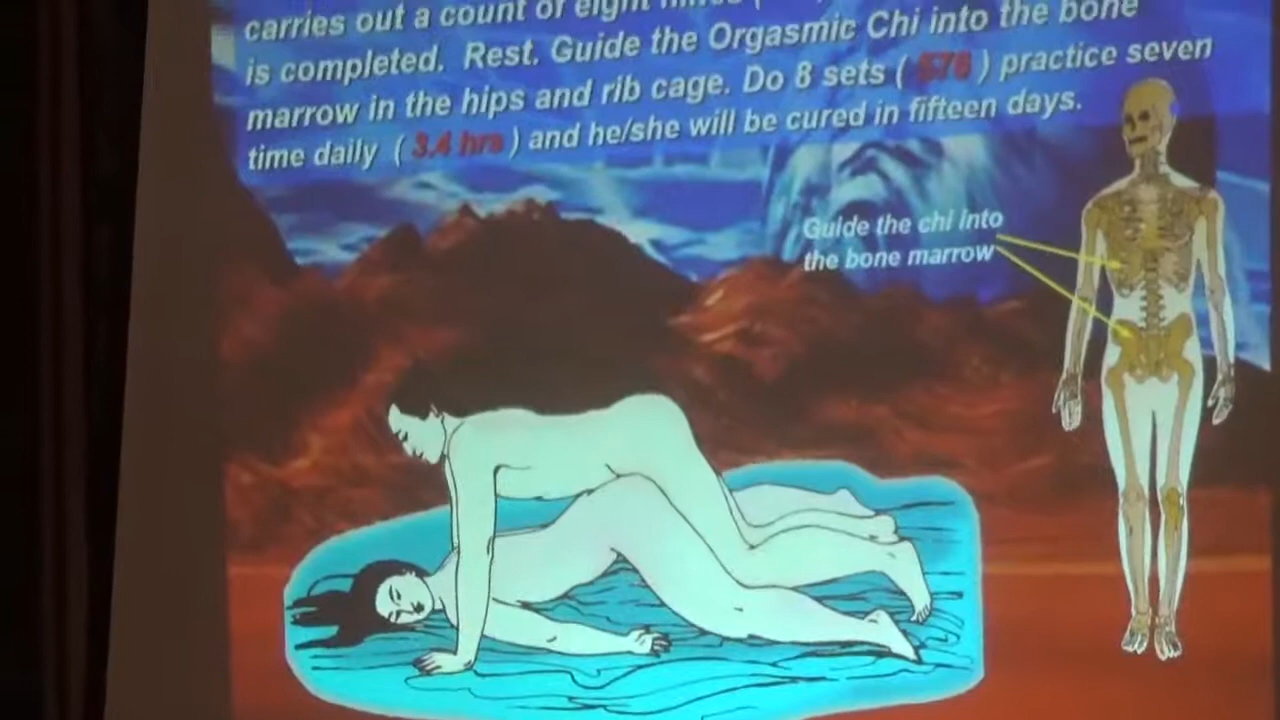 carries out a count of eight
is completed. Rest. Guide the Orgasmic Chi into the bone
marrow in the hips and rib cage. Do 8 sets ( 576 ) practice seven
time daily ( 3.4 hrs ) and he/she will be cured in fifteen days.
Guide the chi into
the bone marrow